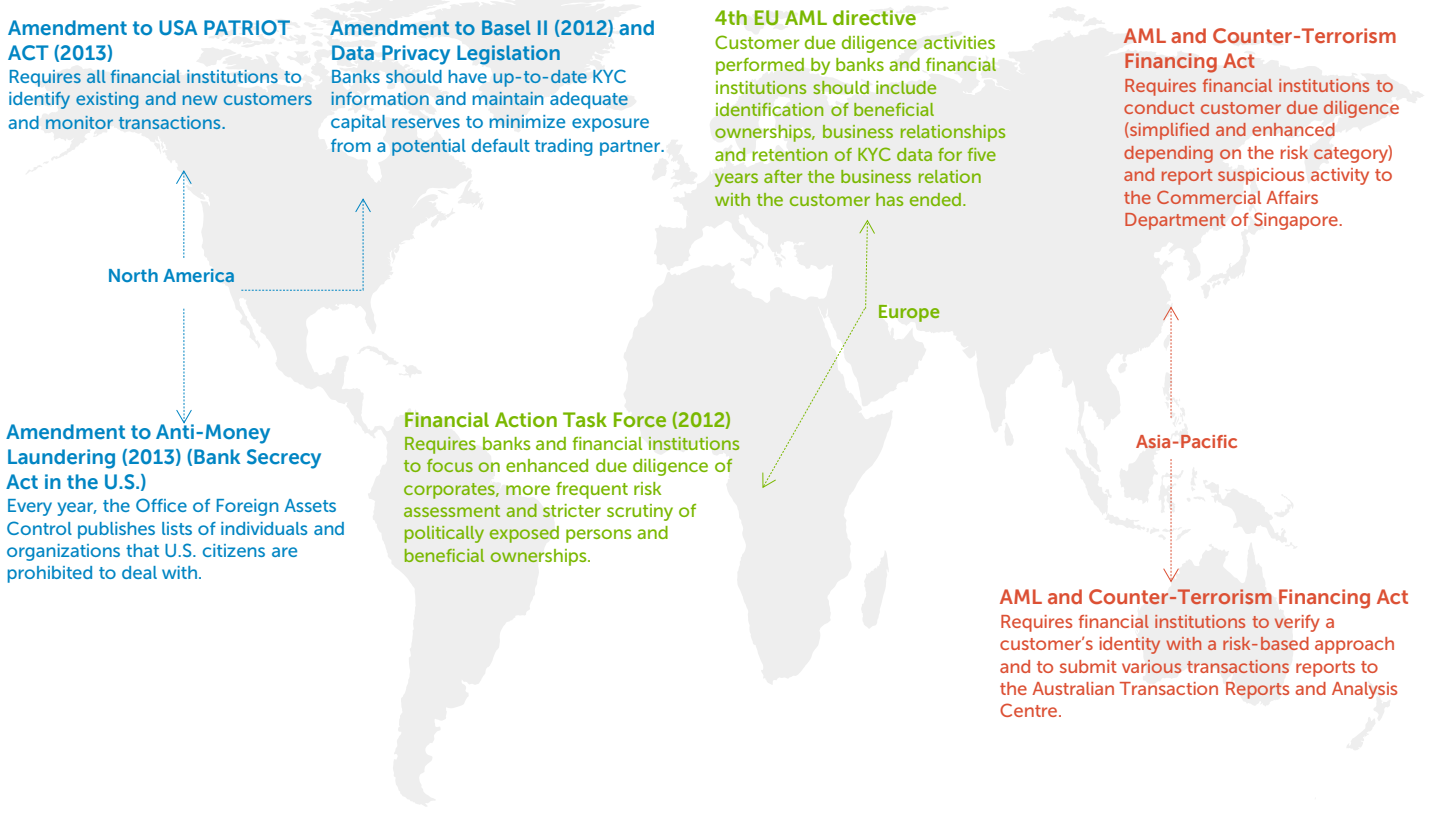 Amendment to USA PATRIOT
ACT (2013)
Requires all financial institutions to
identify existing and new customers
and monitor transactions.
Amendment to Basel II (2012) and
Data Privacy Legislation
Banks should have up-to-date KYC
information and maintain adequate
capital reserves to minimize exposure
from a potential default trading partner.
4th EU AML directive
Customer due diligence activities
performed by banks and financial
institutions should include
identification of beneficial
ownerships, business relationships
and retention of KYC data for five
years after the business relation
with the customer has ended.
AML and Counter-Terrorism
Financing Act
Requires financial institutions to
conduct customer due diligence
(simplified and enhanced
depending on the risk category)
and report suspicious activity to
the Commercial Affairs
Department of Singapore.
North America
Europe
Amendment to Anti-Money
Laundering (2013) (Bank Secrecy
Act in the U.S.)
Every year, the Office of Foreign Assets
Control publishes lists of individuals and
organizations that U.S. citizens are
prohibited to deal with.
Financial Action Task Force (2012)
Requires banks and financial institutions
to focus on enhanced due diligence of
corporates, more frequent risk
assessment and stricter scrutiny of
politically exposed persons and
beneficial ownerships.
Asia-Pacific
AML and Counter-Terrorism Financing Act
Requires financial institutions to verify a
customer's identity with a risk-based approach
and to submit various transactions reports to
the Australian Transaction Reports and Analysis
Centre.